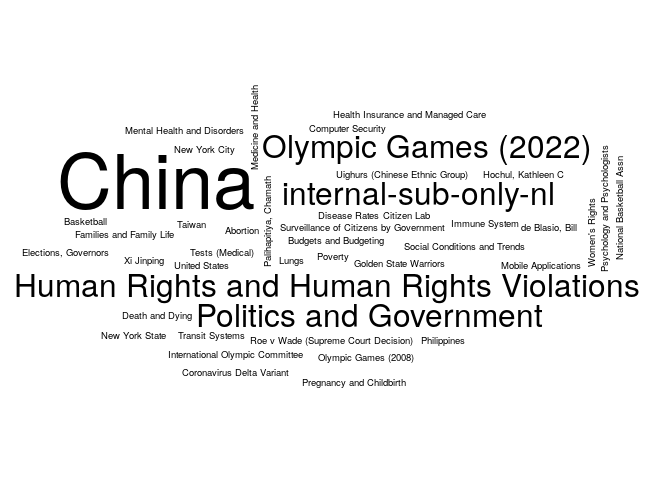 Health Insurance and Managed Care
Mental Health and Disorders
Computer Security
Medicine and Health
New York City
Olympic Games (2022)
China
Uighurs (Chinese Ethnic Group)
Hochul, Kathleen C
internal-sub-only-nl
Psychology and Psychologists
National Basketball Assn
Women's Rights
Palihapitiya, Chamath
Disease Rates
Citizen Lab
Basketball
Taiwan
Abortion
Surveillance of Citizens by Government
Immune System
de Blasio, Bill
Families and Family Life
Budgets and Budgeting
Social Conditions and Trends
Elections, Governors
Tests (Medical)
Xi Jinping
United States
Lungs
Poverty
Golden State Warriors
Mobile Applications
Human Rights and Human Rights Violations
Death and Dying
Politics and Government
New York State
Transit Systems
Roe v Wade (Supreme Court Decision)
Philippines
International Olympic Committee
Olympic Games (2008)
Coronavirus Delta Variant
Pregnancy and Childbirth